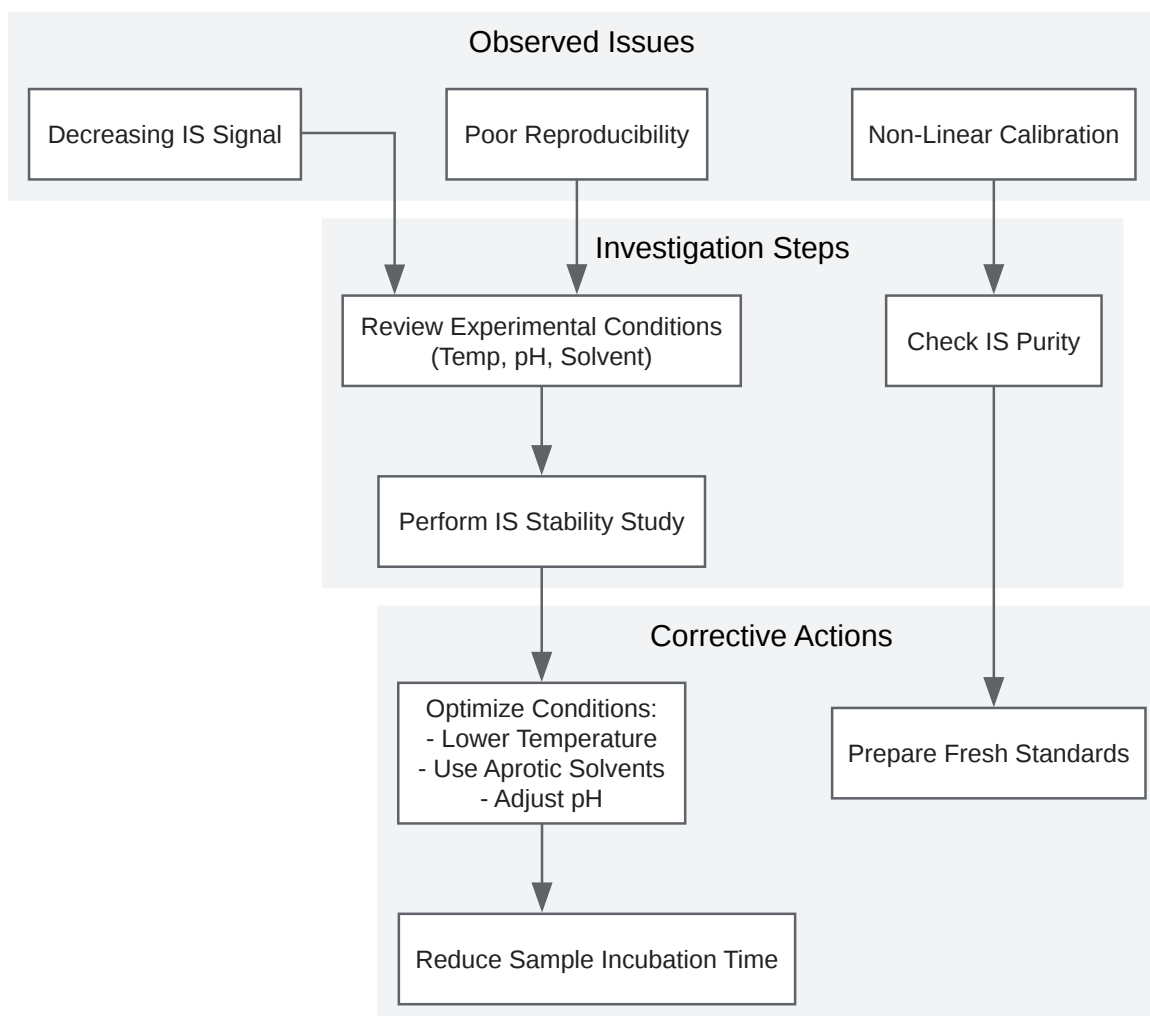 Observed Issues
Decreasing IS Signal
Poor Reproducibility
Non-Linear Calibration
Investigation Steps
Review Experimental Conditions
(Temp, pH, Solvent)
Check IS Purity
Perform IS Stability Study
Corrective Actions
Optimize Conditions:
- Lower Temperature
- Use Aprotic Solvents
- Adjust pH
Prepare Fresh Standards
Reduce Sample Incubation Time